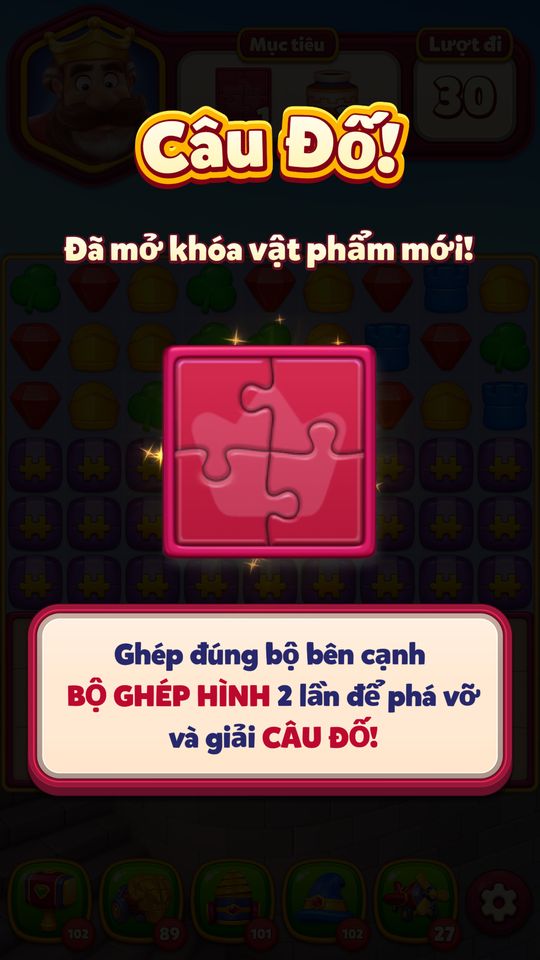 Mục tiêu
Lượt đi
30
Câu Đố!
Đã mở khóa vật phẩm mới!
Ghép đúng bộ bên cạnh
BỘ GHÉP HÌNH 2 lần để phá vỡ
và giải CÂU ĐỐ!
102
89
101
102
27